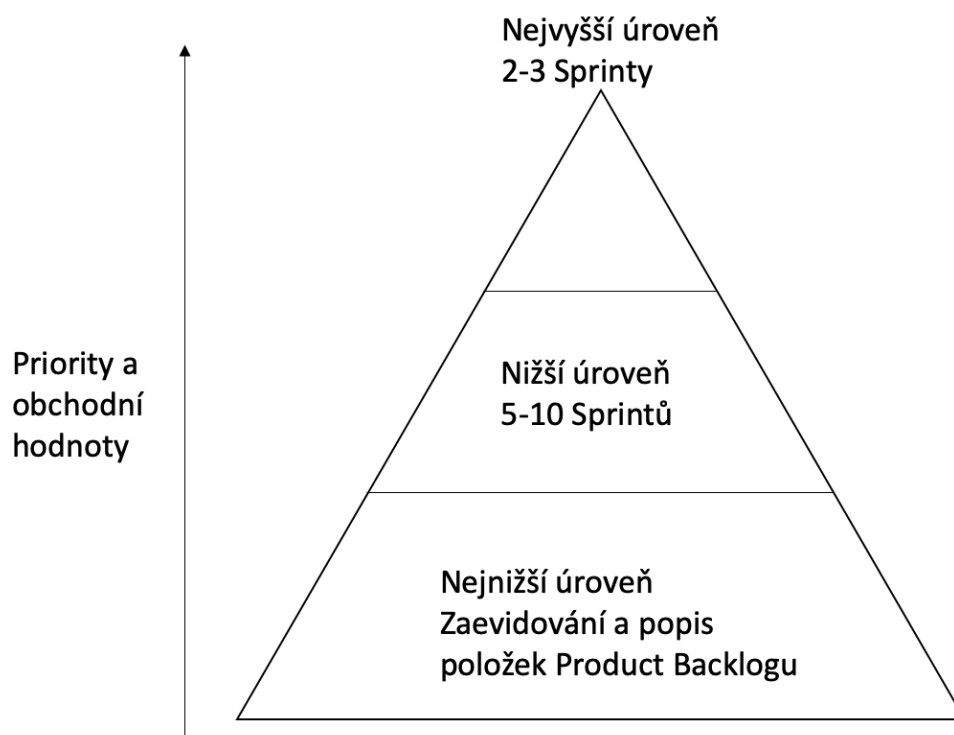 Nejvyšší úroveň
2-3 Sprinty
Priority a
obchodní
hodnoty
Nižší úroveň
5-10 Sprintů
Nejnižší úroveň
Zaevidování a popis
položek Product Backlogu